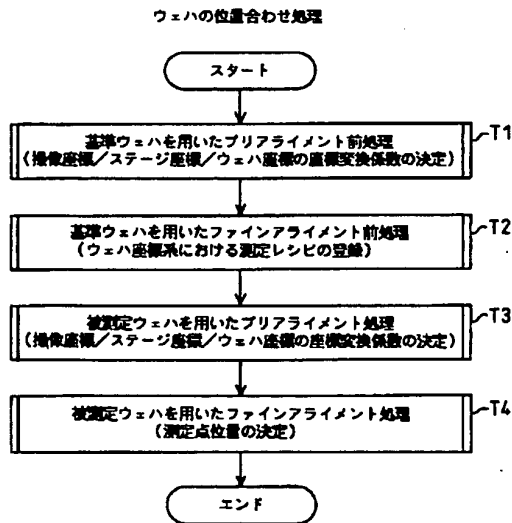 ウェハの位置合わせ処理
スタート
基準ウェハを用いたプリアライメント前処理
(撮像座標/ステージ座標/ウェハ座標の座標変換係数の決定)
T1
基準ウェハを用いたファインアライメント前処理
(ウェハ座標系における測定レシピの登録)
T2
被測定ウェハを用いたプリアライメント処理
(撮像座標/ステージ座標/ウェハ座標の座標変換係数の決定)
T3
被測定ウェハを用いたファインアライメント処理
(測定点位置の決定)
T4
エンド